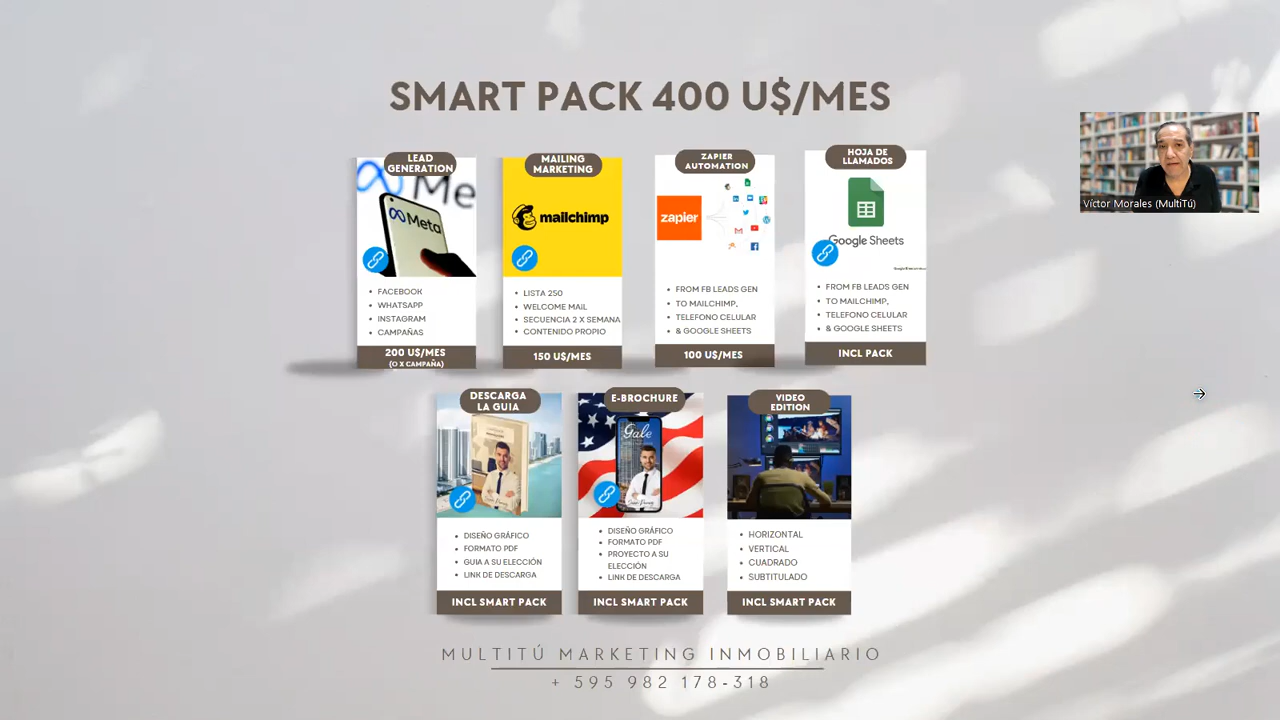 SMART PACK 400 U$/MES
LEAD
GENERATION
Me
Meta
FACEBOOK
WHATSAPP
INSTAGRAM
CAMPAÑAS
200 U$/MES
(O X CAMPAÑA)
MAILING
MARKETING
mailchimp
LISTA 250
WELCOME MAIL
SECUENCIA 2 X SEMANA
CONTENIDO PROPIO
150 U$/MES
ZAPIER
AUTOMATION
zapier
FROM FB LEADS GEN
TO MAILCHIMP,
TELEFONO CELULAR
& GOOGLE SHEETS
100 U$/MES
HOJA DE
LLAMADOS
Google Sheets
FROM FB LEADS GEN
TO MAILCHIMP,
TELEFONO CELULAR
& GOOGLE SHEETS
INCL PACK
Víctor Morales (MultiTú)
DESCARGA
LA GUIA
DISEÑO GRÁFICO
FORMATO PDF
GUIA A SU ELECCIÓN
LINK DE DESCARGA
INCL SMART PACK
E-BROCHURE
Gale
DISEÑO GRÁFICO
FORMATO PDF
PROYECTO A SU
ELECCIÓN
LINK DE DESCARGA
INCL SMART PACK
VIDEO
EDITION
HORIZONTAL
VERTICAL
CUADRADO
SUBTITULADO
INCL SMART PACK
MULTITÚ MARKETING INMOBILIARIO
+ 595 982 178-318